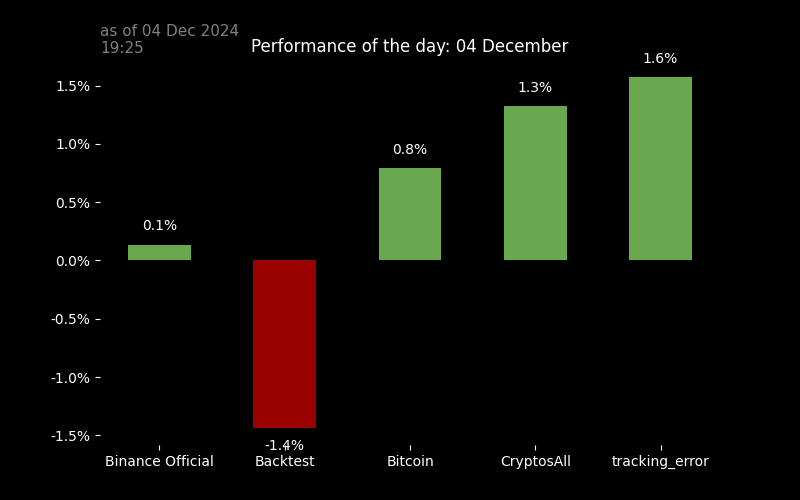 as of 04 Dec 2024
19:25
Performance of the day: 04 December
1.6%
1.5%
1.3%
1.0%
0.8%
0.5%
0.1%
0.0%
-0.5%
-1.0%
-1.5%
-1.4%
Binance Official
Backtest
Bitcoin
CryptosAll
tracking_error